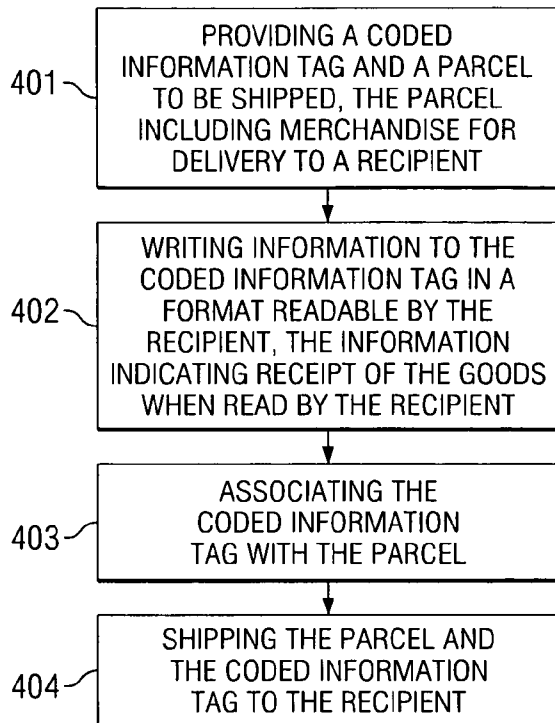 401
PROVIDING A CODED
INFORMATION TAG AND A PARCEL
TO BE SHIPPED, THE PARCEL
INCLUDING MERCHANDISE FOR
DELIVERY TO A RECIPIENT
402
WRITING INFORMATION TO THE
CODED INFORMATION TAG IN A
FORMAT READABLE BY THE
RECIPIENT, THE INFORMATION
INDICATING RECEIPT OF THE GOODS
WHEN READ BY THE RECIPIENT
403
ASSOCIATING THE
CODED INFORMATION
TAG WITH THE PARCEL
404
SHIPPING THE PARCEL AND
THE CODED INFORMATION
TAG TO THE RECIPIENT